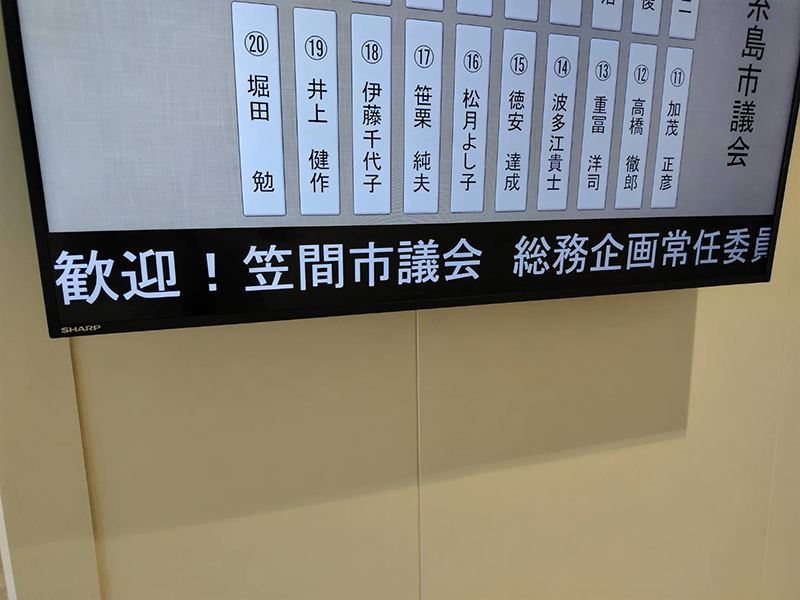 糸島市議会
⑪ 加茂 正彦
⑫ 高橋 徹郎
⑬ 重冨 洋司
⑭ 波多江貴士
⑮ 徳安 達成
⑯ 松月よし子
⑰ 笹栗 純夫
⑱ 伊藤千代子
⑲ 井上 健作
⑳ 堀田 勉
歓迎!笠間市議会 総務企画常任委員
SHARP